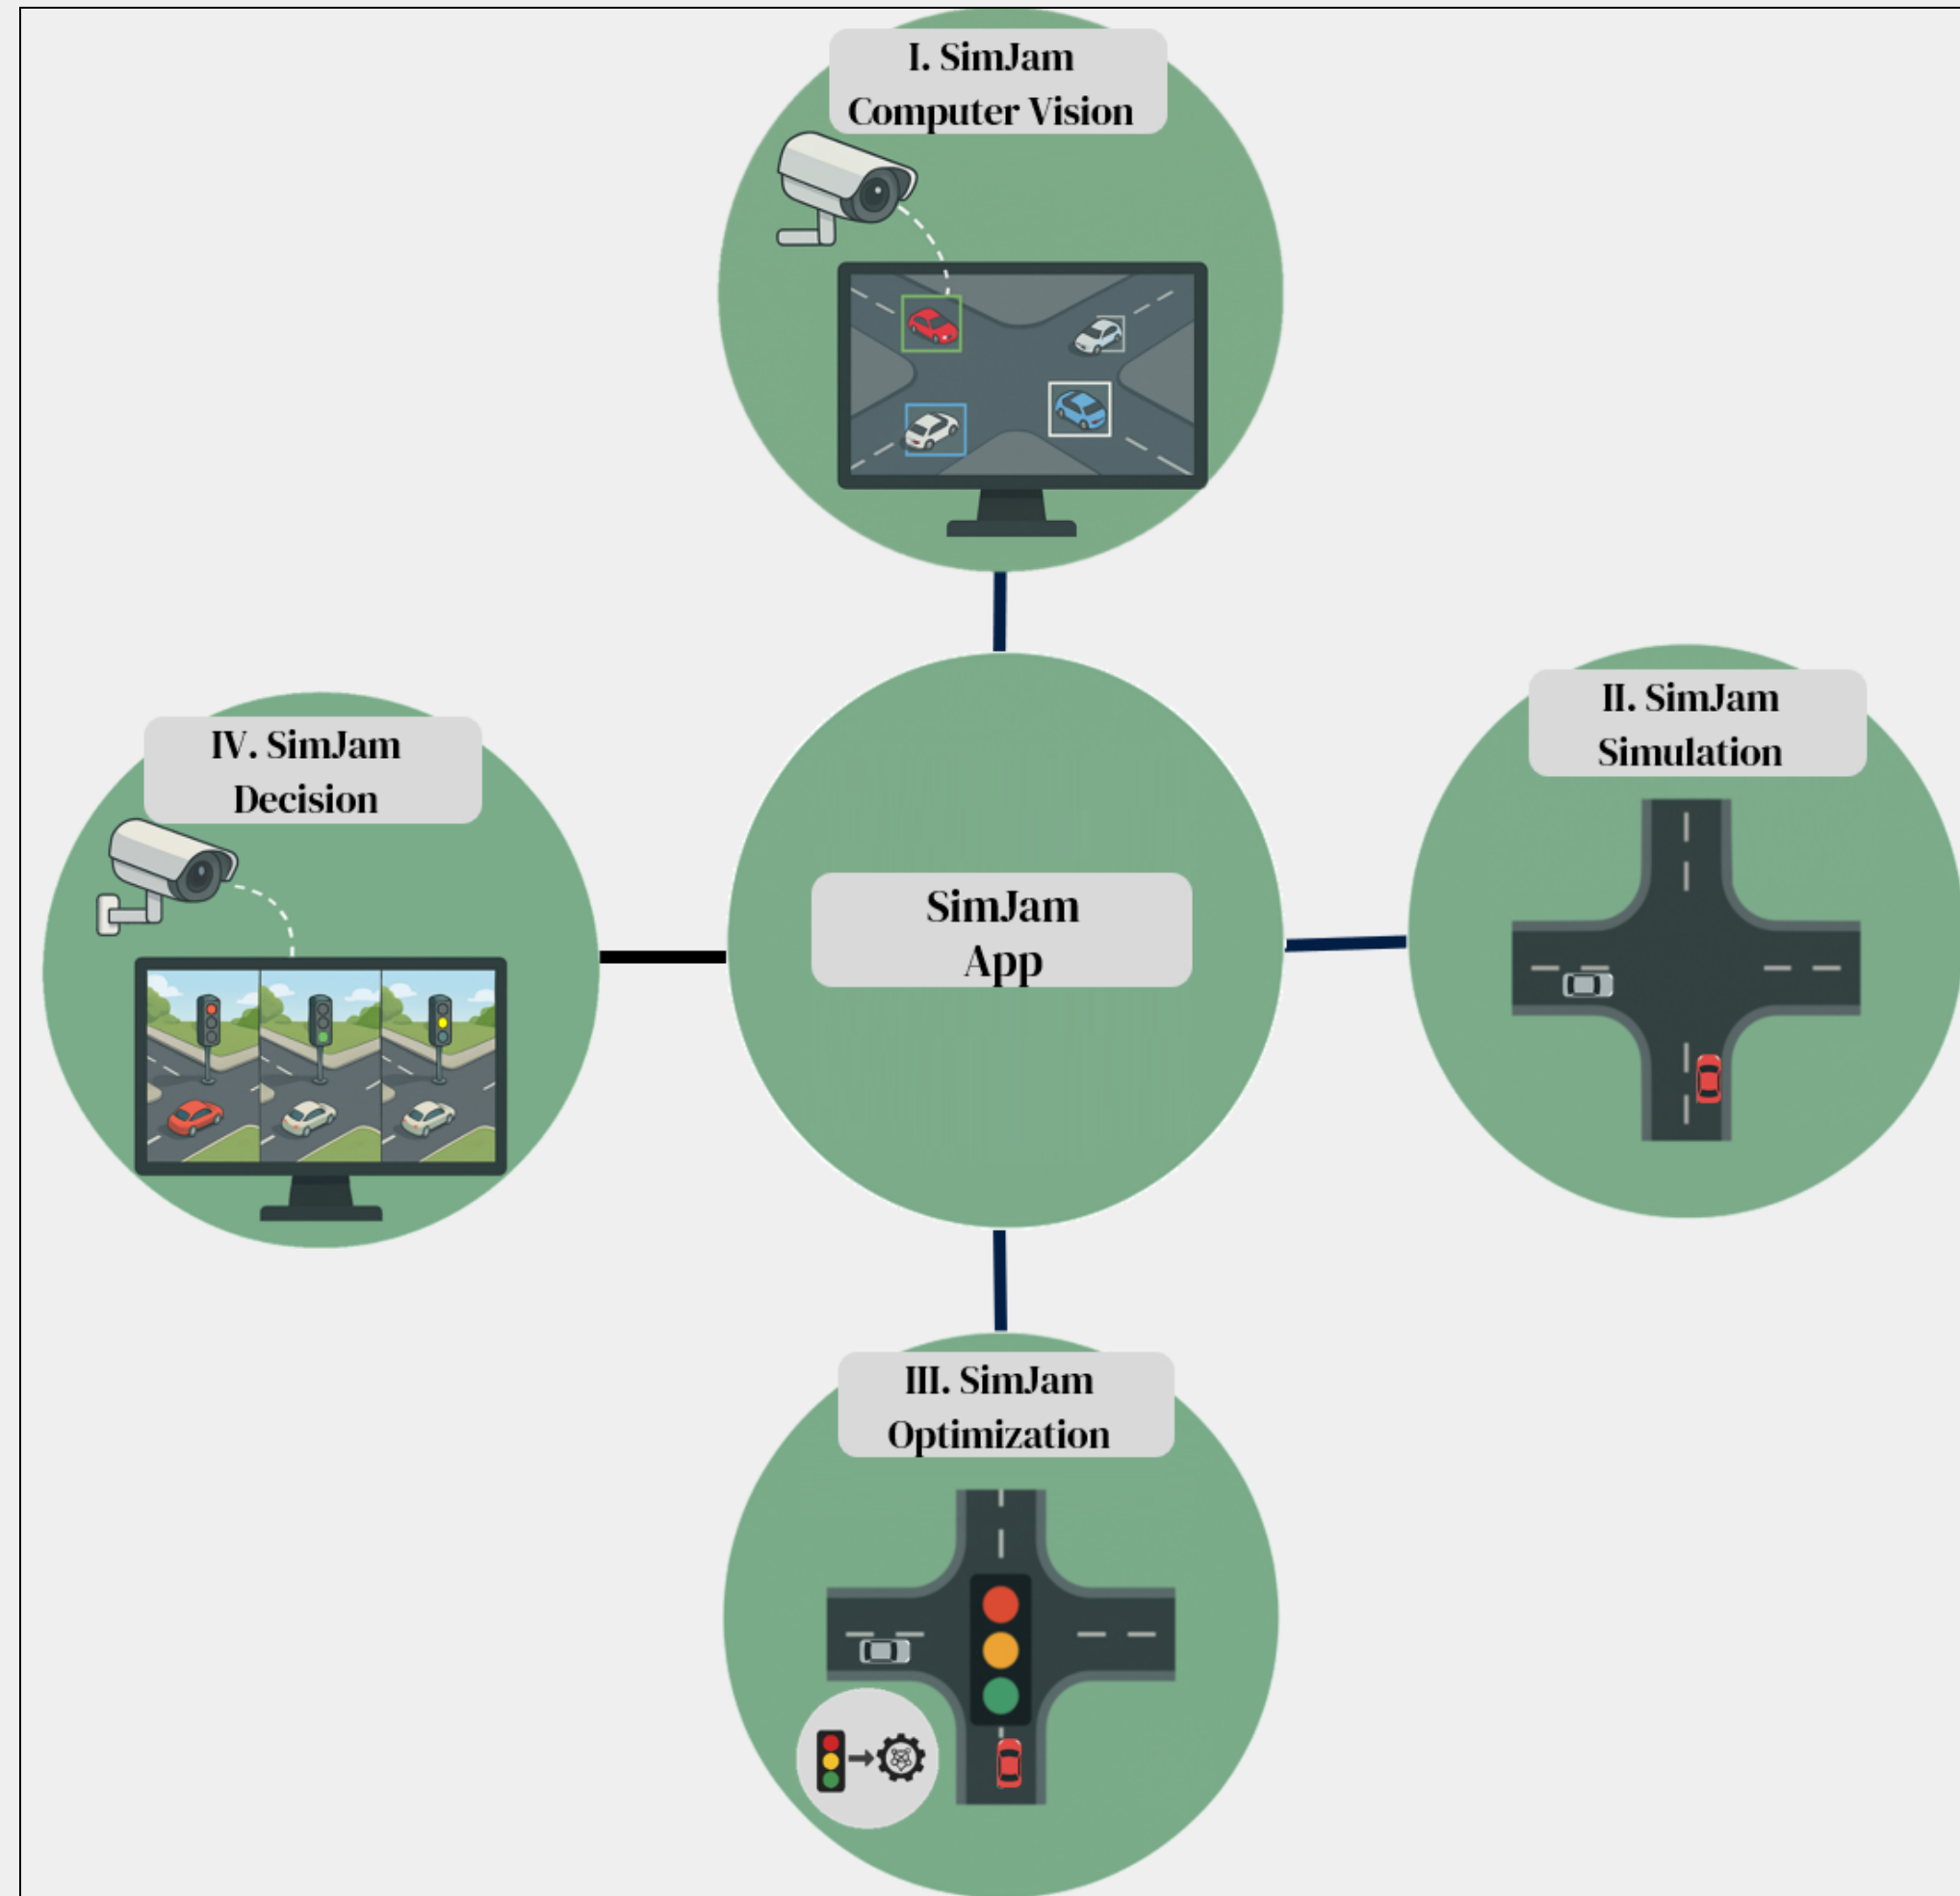 I. SimJam
Computer Vision
II. SimJam
Simulation
IV. SimJam
Decision
SimJam
App
III. SimJam
Optimization